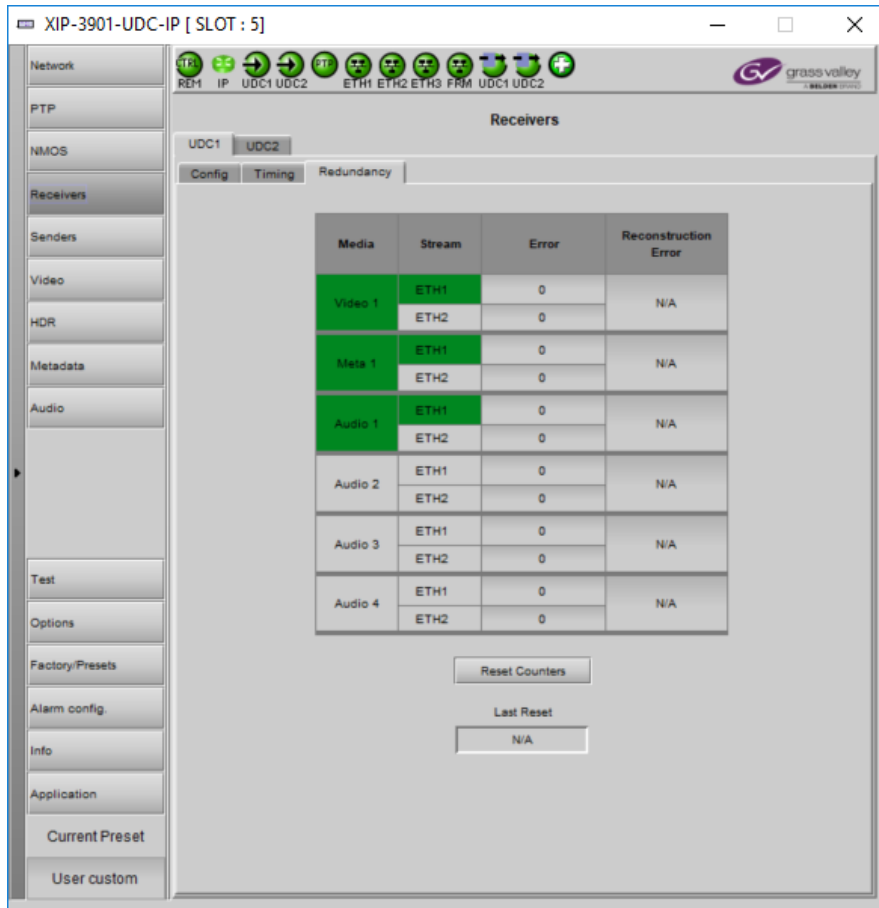 XIP-3901-UDC-IP [ SLOT : 5]
Network
PTP
NMOS
Receivers
Senders
Video
HDR
Metadata
Audio
Test
Options
Factory/Presets
Alarm config.
Info
Application
Current Preset
User custom
CTRL PTP
REM IP UDC1 UDC2 ETH1 ETH2 ETH3 FRM UDC1 UDC2
GV grass valley
A BELDEN BRAND
Receivers
UDC1 UDC2
Config Timing Redundancy
Media Stream Error Reconstruction Error
Video 1 ETH1 0 N/A
ETH2 0
Meta 1 ETH1 0 N/A
ETH2 0
Audio 1 ETH1 0 N/A
ETH2 0
Audio 2 ETH1 0 N/A
ETH2 0
Audio 3 ETH1 0 N/A
ETH2 0
Audio 4 ETH1 0 N/A
ETH2 0
Reset Counters
Last Reset
N/A